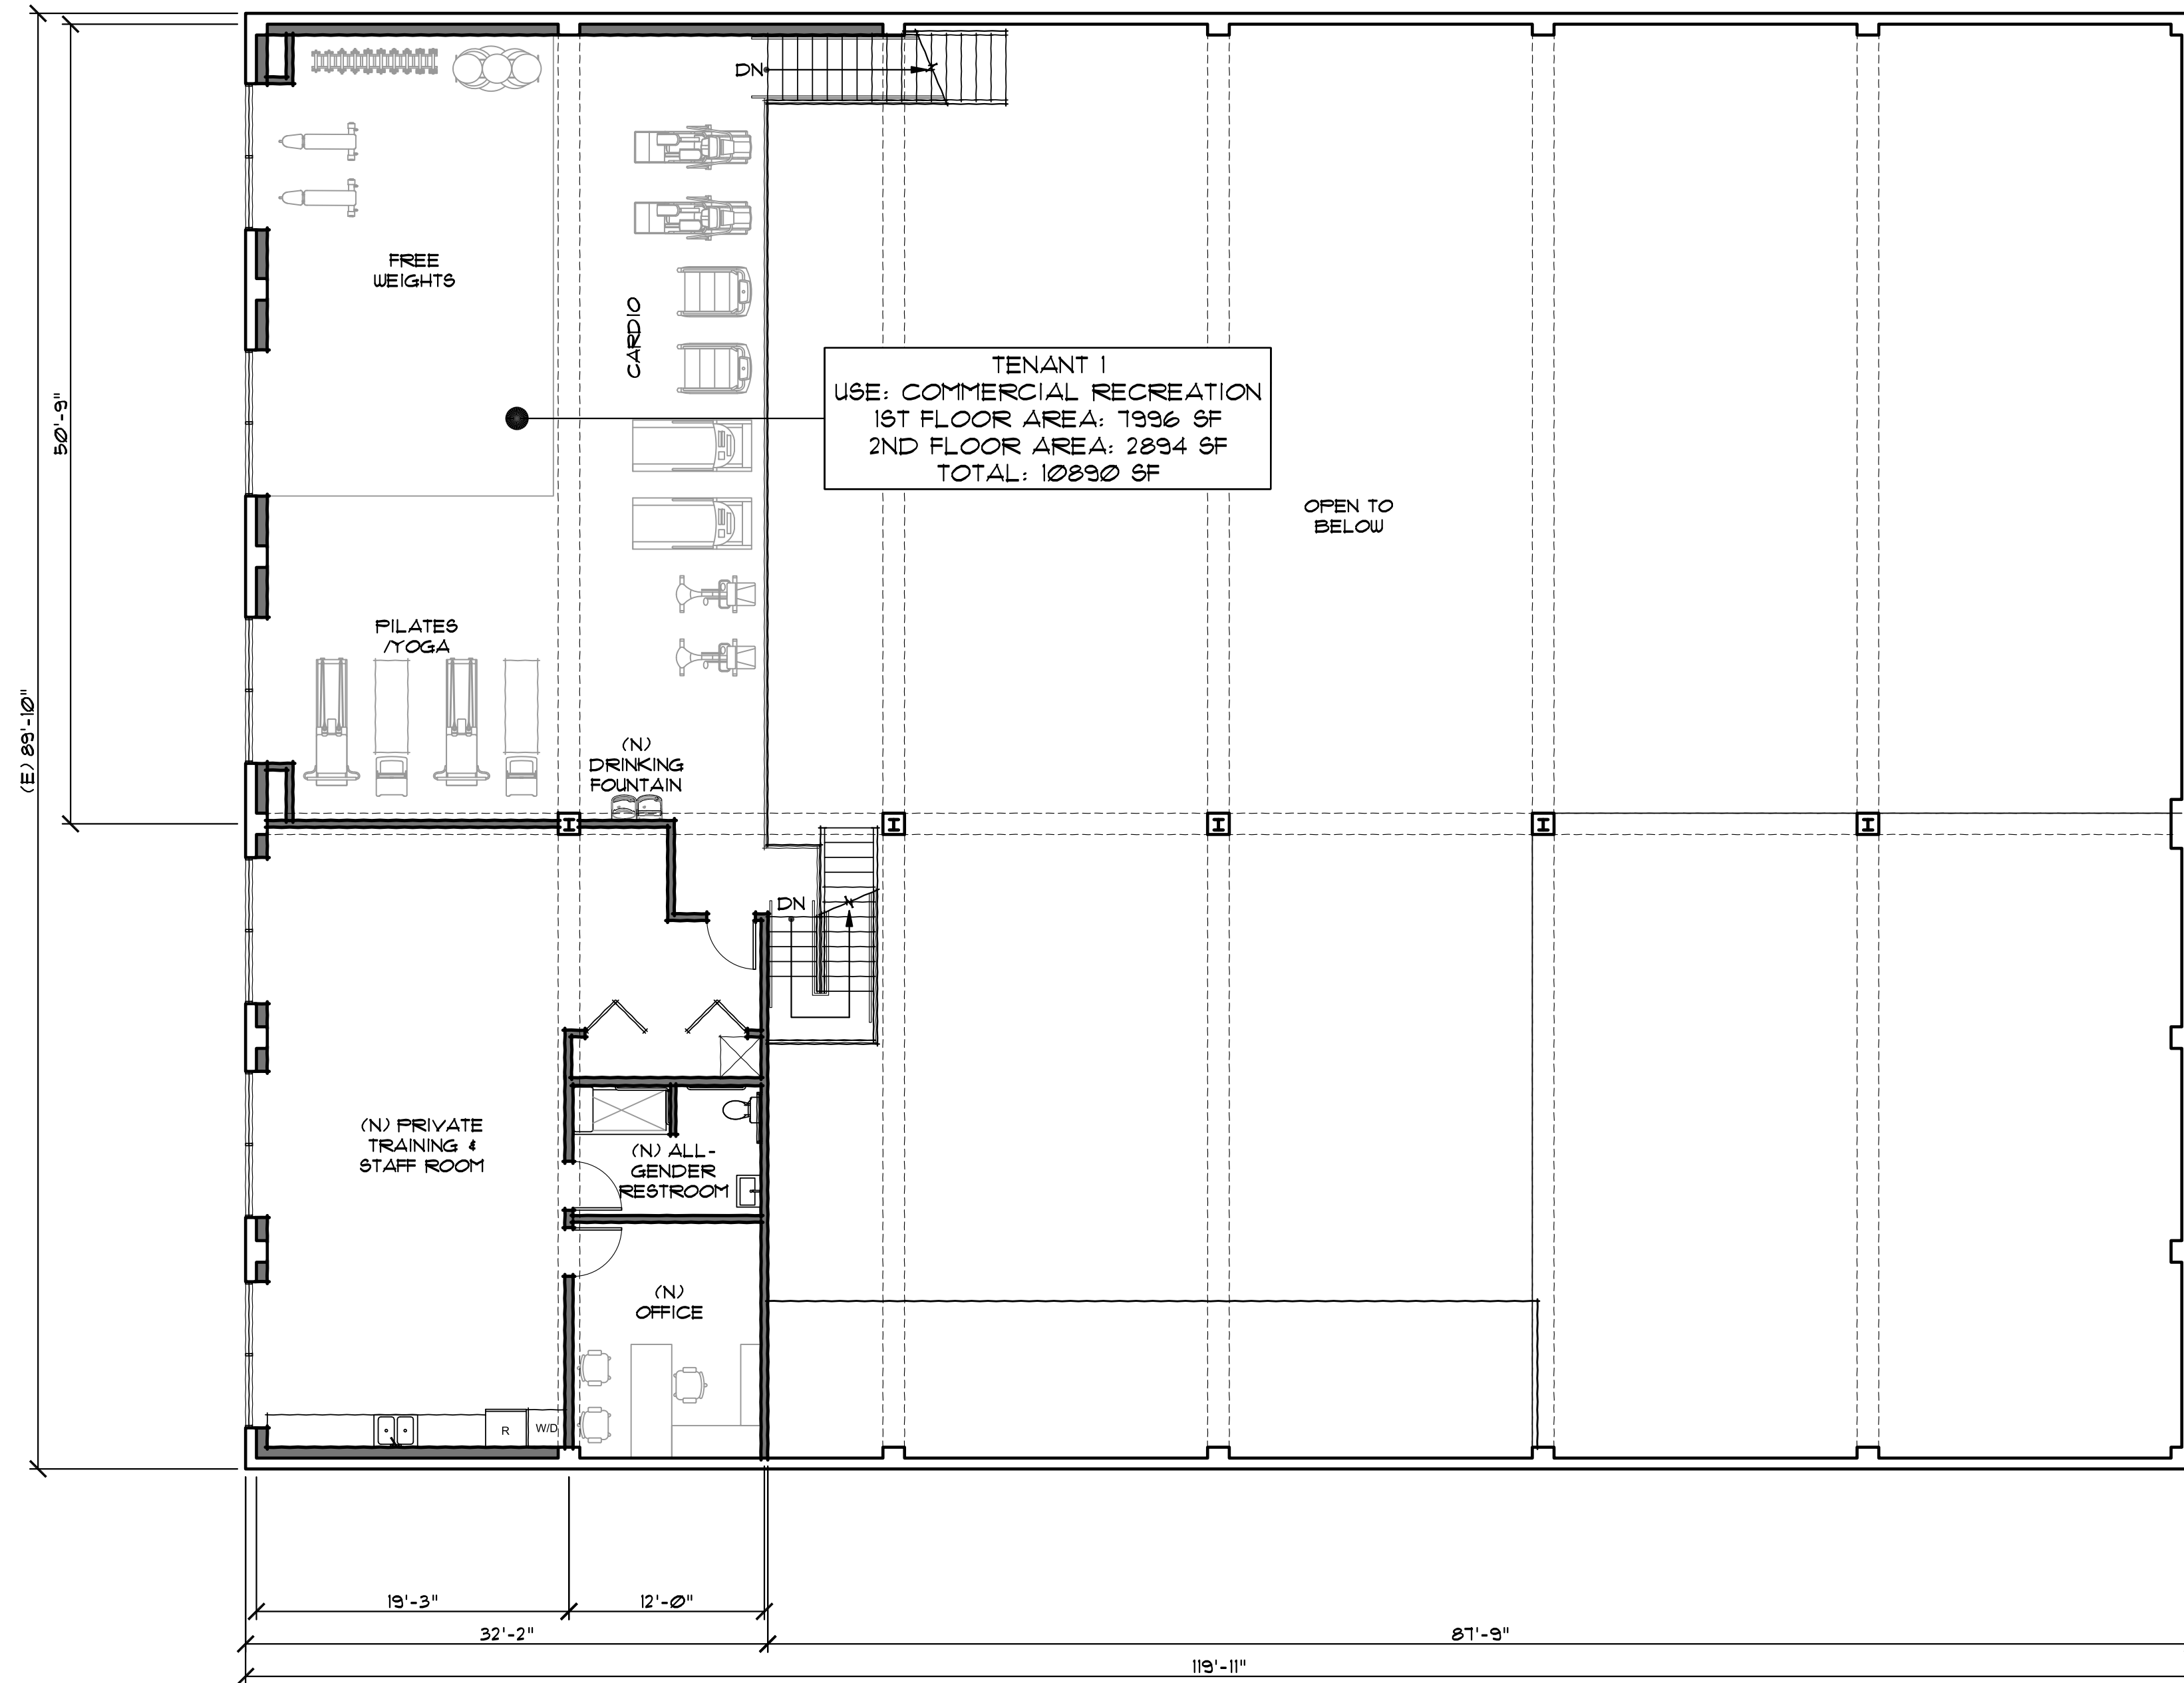 DN
FREE
WEIGHTS
CARDIO
TENANT 1
USE: COMMERCIAL RECREATION
1ST FLOOR AREA: 7996 SF
2ND FLOOR AREA: 2894 SF
TOTAL: 10890 SF
50'-9"
OPEN TO
BELOW
PILATES
/YOGA
(E) 89'-10"
(N)
DRINKING
FOUNTAIN
DN
(N) PRIVATE
TRAINING &
STAFF ROOM
(N) ALL-
GENDER
RESTROOM
(N)
OFFICE
R
W/D
19'-3"
12'-0"
32'-2"
87'-9"
119'-11"